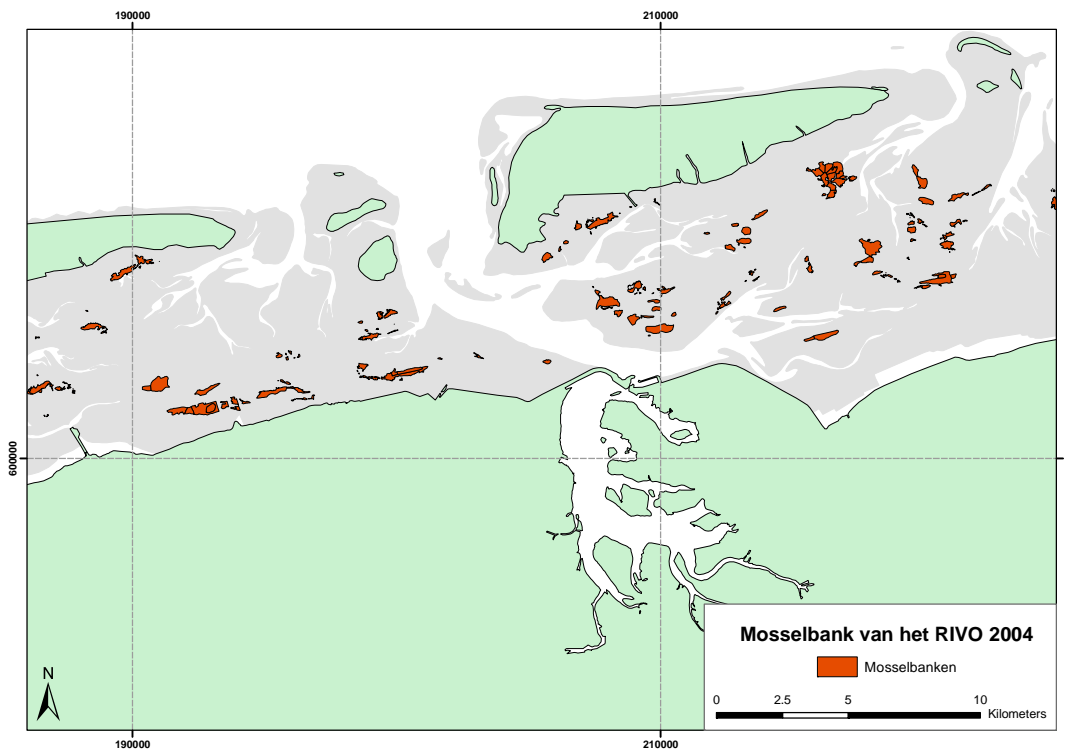 190000 210000
600000
N
Mosselbank van het RIVO 2004
Mosselbanken
0 2.5 5 10
Kilometers
190000 210000